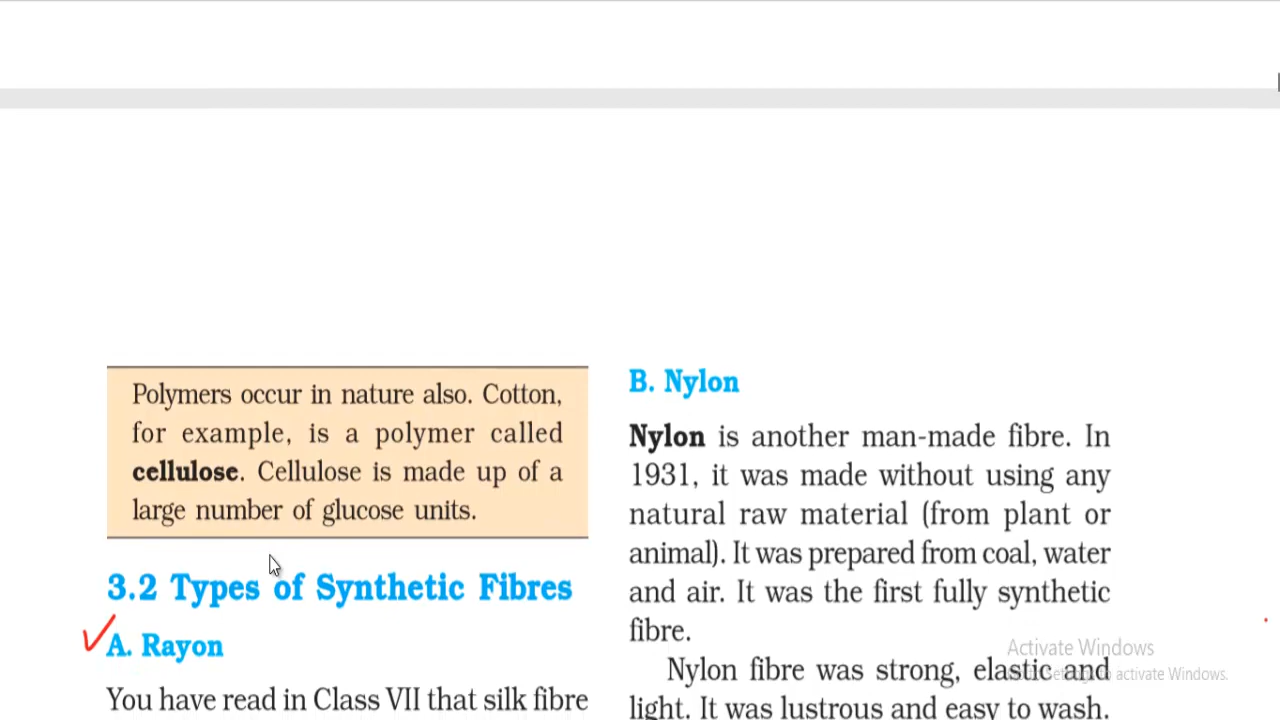 Polymers occur in nature also. Cotton,
for example, is a polymer called
cellulose. Cellulose is made up of a
large number of glucose units.
3.2 Types of Synthetic Fibres
A. Rayon
You have read in Class VII that silk fibre
B. Nylon
Nylon is another man-made fibre. In
1931, it was made without using any
natural raw material (from plant or
animal). It was prepared from coal, water
and air. It was the first fully synthetic
fibre.
Nylon fibre was strong, elastic and
light. It was lustrous and easy to wash.
Activate Windows
to activate Windows.